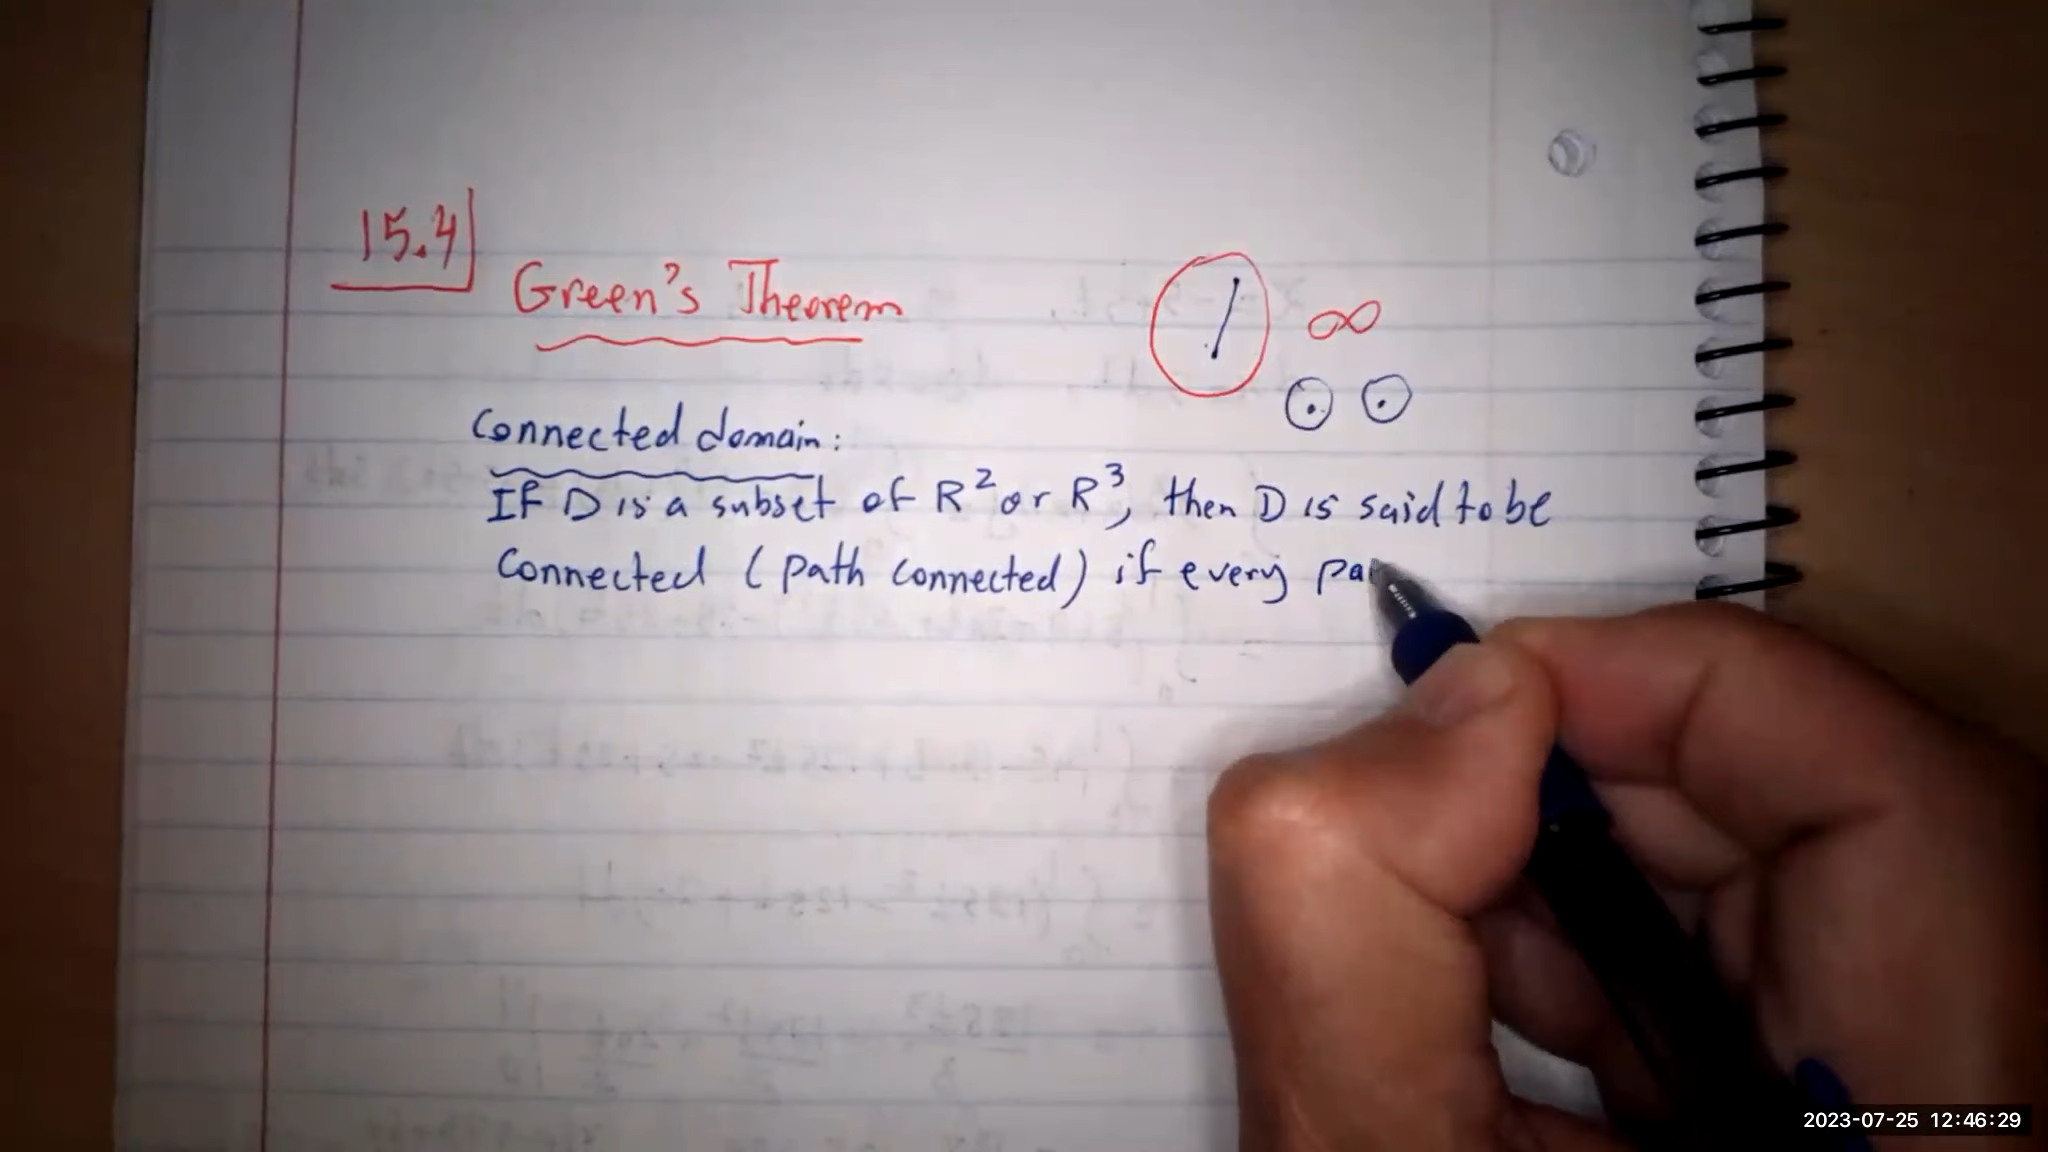 15.4
Green's Theorem
∞
Connected domain:
If D is a subset of R² or R³, then D is said to be
Connected (path connected) if every pa
2023-07-25 12:46:29